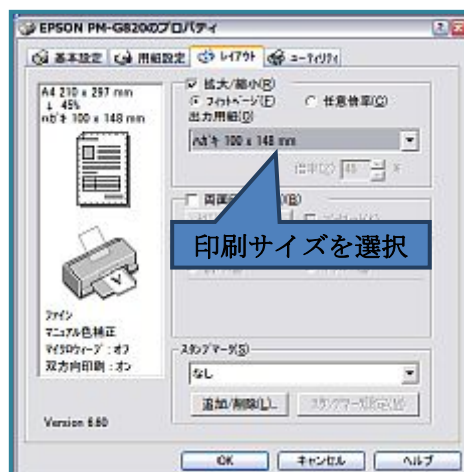 EPSON PM-G820のプロパティ
基本設定 用紙設定 レイアウト ユーティリティ
A4 210 x 297 mm
↓ 45%
ハガキ 100 x 148 mm
ファイン
マニュアル色補正
マイクロウィーブ:オフ
双方向印刷:オン
Version 6.60
拡大/縮小(R)
フィットページ(F) 任意倍率(C)
出力用紙(O)
ハガキ 100 x 148 mm
倍率(Z) 45 %
(B)
印刷サイズを選択
スタンプマーク(S)
なし
追加/削除(L)...
OK キャンセル ヘルプ